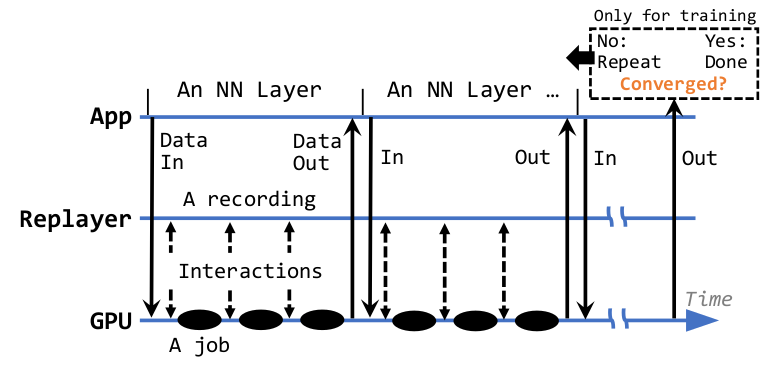 Only for training
No: Yes:
Repeat Done
Converged?
An NN Layer An NN Layer …
App
Data In
Data Out
In
Out
In
Out
A recording
Replayer
Interactions
Time
GPU
A job